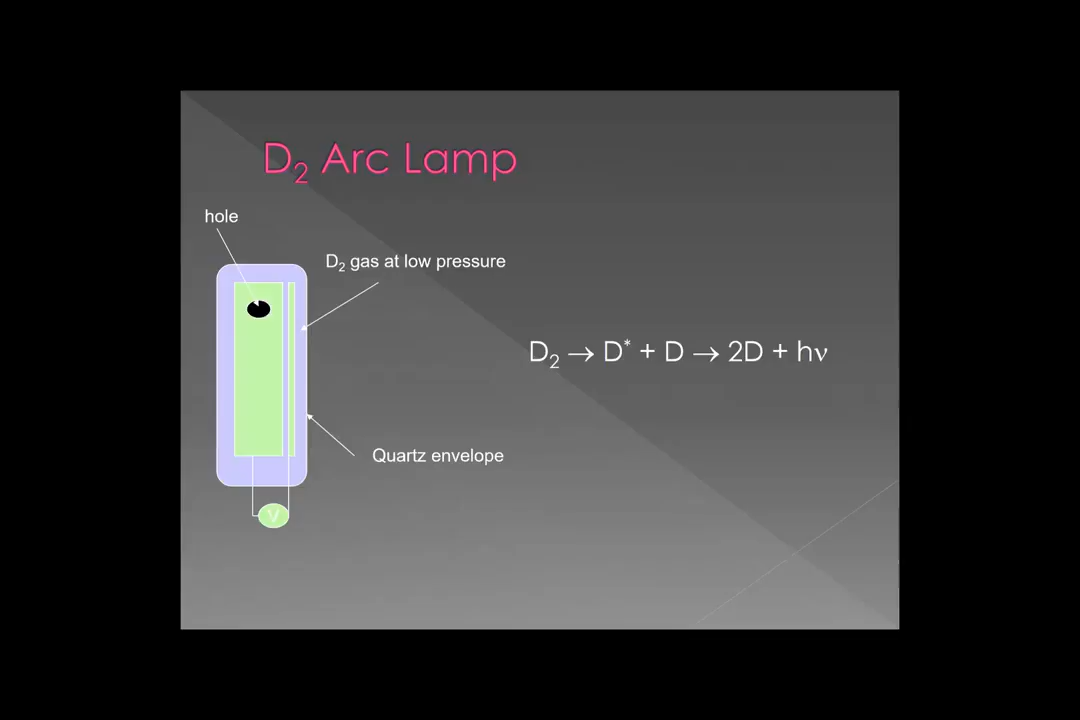 D₂ Arc Lamp
hole
D₂ gas at low pressure
D₂ → D* + D → 2D + hν
Quartz envelope
V